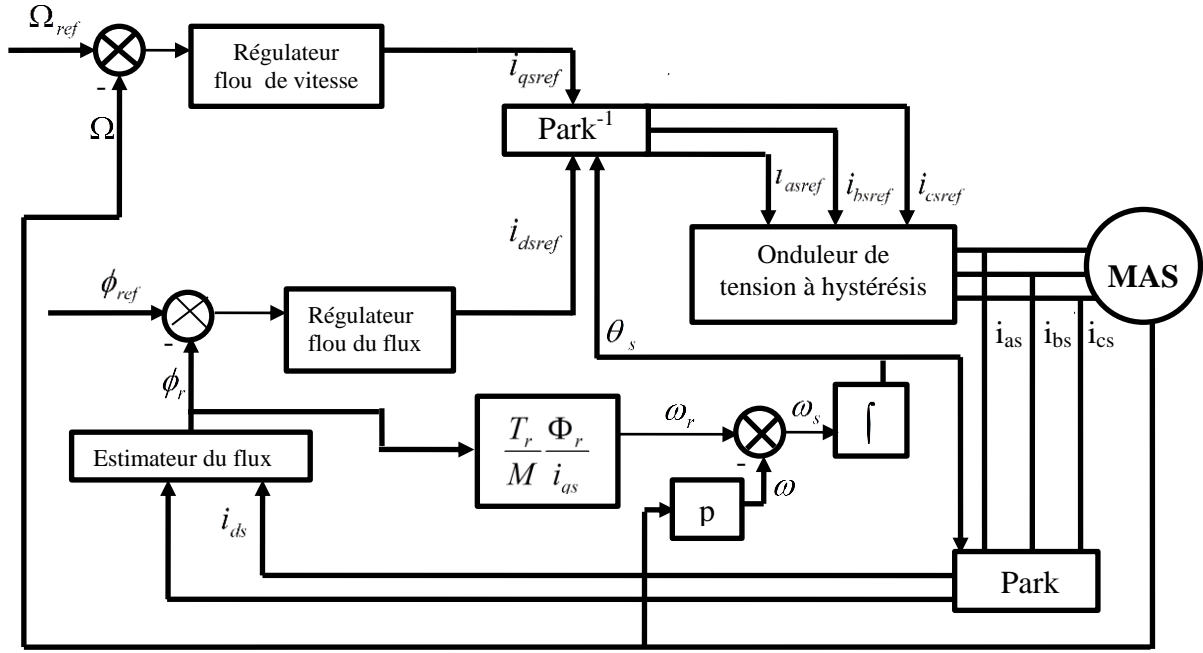 Ω_ref
Régulateur
flou de vitesse
i_qsref
-
Ω
Park⁻¹
ı_asref
i_bsref
i_csref
i_dsref
Onduleur de
tension à hystérésis
MAS
ϕ_ref
Régulateur
flou du flux
-
ϕ_r
θ_s
i_as
i_bs
i_cs
Estimateur du flux
T_r Φ_r
M i_qs
ω_r
ω_s
∫
-
ω
p
i_ds
Park